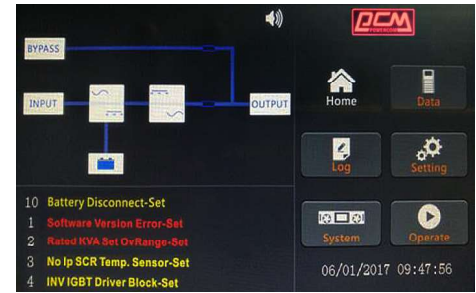 PCM
POWERCOM
BYPASS
INPUT
OUTPUT
Home
Data
Log
Setting
System
Operate
10 Battery Disconnect-Set
1 Software Version Error-Set
2 Rated KVA Set OvRange-Set
3 No Ip SCR Temp. Sensor-Set
4 INV IGBT Driver Block-Set
06/01/2017 09:47:56